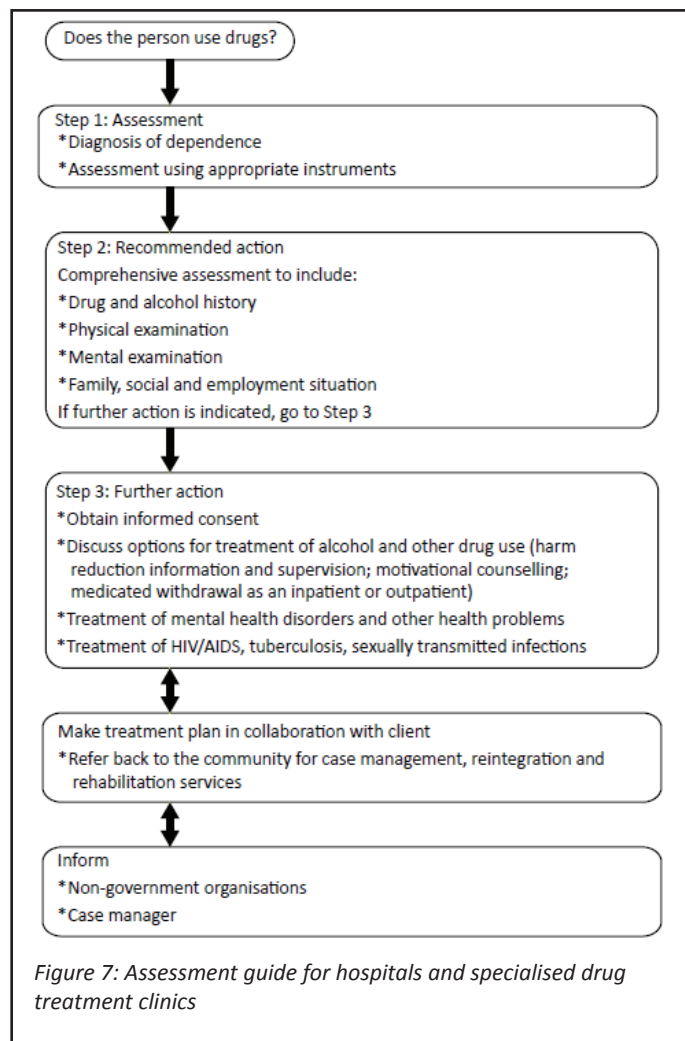 Does the person use drugs?
Step 1: Assessment
*Diagnosis of dependence
*Assessment using appropriate instruments
Step 2: Recommended action
Comprehensive assessment to include:
*Drug and alcohol history
*Physical examination
*Mental examination
*Family, social and employment situation
If further action is indicated, go to Step 3
Step 3: Further action
*Obtain informed consent
*Discuss options for treatment of alcohol and other drug use (harm
reduction information and supervision; motivational counselling;
medicated withdrawal as an inpatient or outpatient)
*Treatment of mental health disorders and other health problems
*Treatment of HIV/AIDS, tuberculosis, sexually transmitted infections
Make treatment plan in collaboration with client
*Refer back to the community for case management, reintegration and
rehabilitation services
Inform
*Non-government organisations
*Case manager
Figure 7: Assessment guide for hospitals and specialised drug
treatment clinics